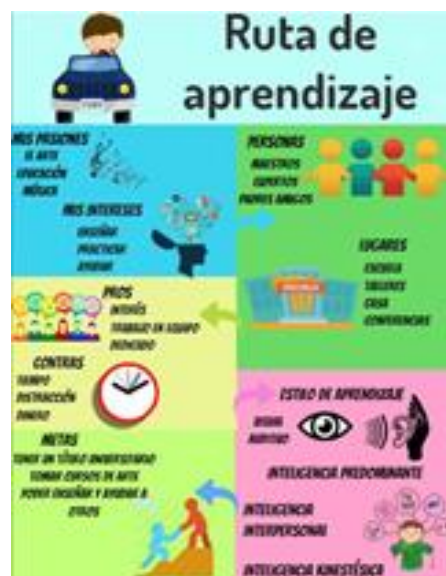 Ruta de
aprendizaje
MIS PASIONES
EL ARTE
EDUCACIÓN
MÚSICA
MIS INTERESES
ENSEÑAR
PRACTICAR
AYUDAR
PERSONAS
MAESTROS
EXPERTOS
PADRES AMIGOS
LUGARES
ESCUELA
TALLERES
CASA
CONFERENCIAS
PROS
INTERÉS
TRABAJO EN EQUIPO
DEDICADO
CONTRAS
TIEMPO
DISTRACCIÓN
DINERO
ESTILO DE APRENDIZAJE
VISUAL
AUDITIVO
INTELIGENCIA PREDOMINANTE
INTELIGENCIA
INTERPERSONAL
INTELIGENCIA KINESTÉSICA
METAS
TENER UN TÍTULO UNIVERSITARIO
TOMAR CURSOS DE ARTE
PODER ENSEÑAR Y AYUDAR A
OTROS